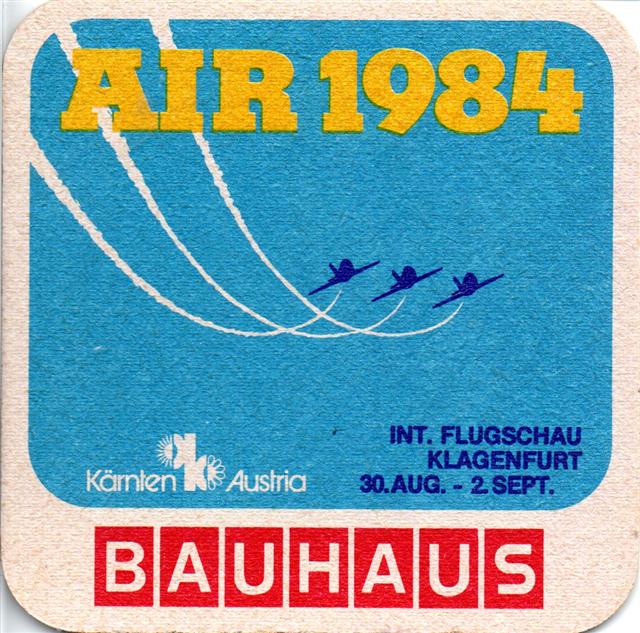 AIR 1984
INT. FLUGSCHAU
KLAGENFURT
30.AUG. - 2.SEPT.
Kärnten Austria
BAUHAUS